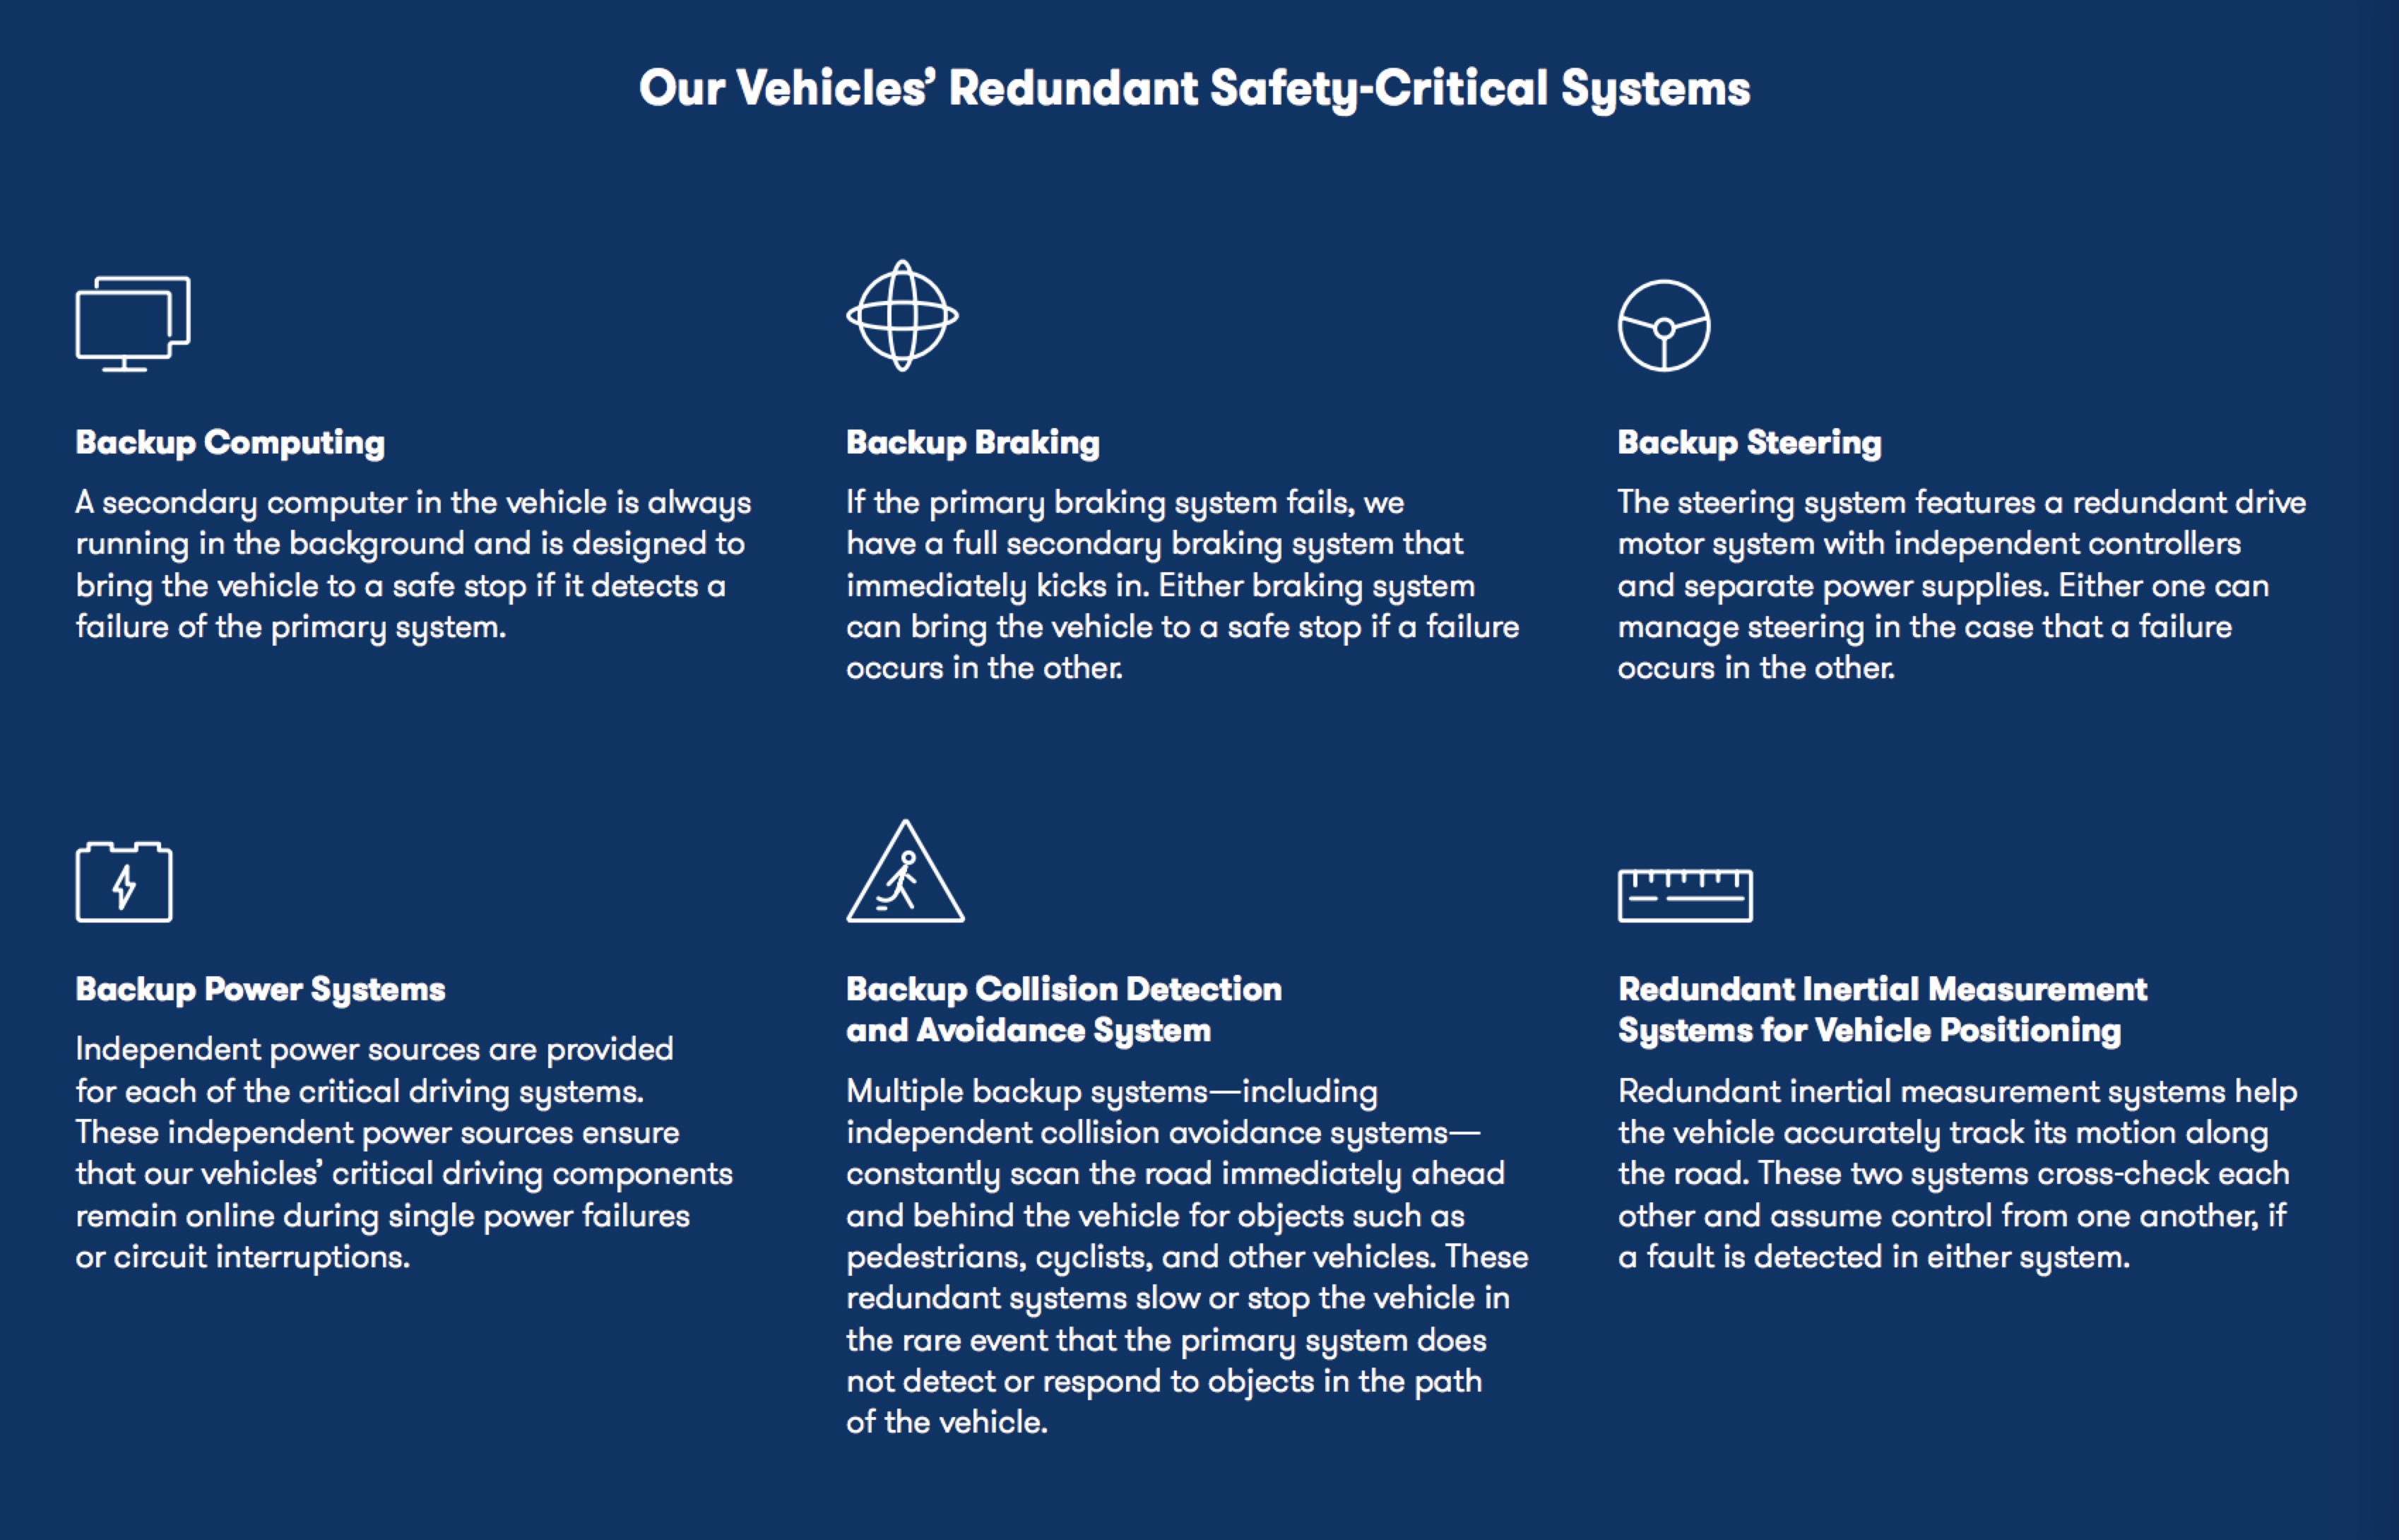 Our Vehicles’ Redundant Safety-Critical Systems
Backup Computing
A secondary computer in the vehicle is always
running in the background and is designed to
bring the vehicle to a safe stop if it detects a
failure of the primary system.
Backup Braking
If the primary braking system fails, we
have a full secondary braking system that
immediately kicks in. Either braking system
can bring the vehicle to a safe stop if a failure
occurs in the other.
Backup Steering
The steering system features a redundant drive
motor system with independent controllers
and separate power supplies. Either one can
manage steering in the case that a failure
occurs in the other.
Backup Power Systems
Independent power sources are provided
for each of the critical driving systems.
These independent power sources ensure
that our vehicles’ critical driving components
remain online during single power failures
or circuit interruptions.
Backup Collision Detection
and Avoidance System
Multiple backup systems—including
independent collision avoidance systems—
constantly scan the road immediately ahead
and behind the vehicle for objects such as
pedestrians, cyclists, and other vehicles. These
redundant systems slow or stop the vehicle in
the rare event that the primary system does
not detect or respond to objects in the path
of the vehicle.
Redundant Inertial Measurement
Systems for Vehicle Positioning
Redundant inertial measurement systems help
the vehicle accurately track its motion along
the road. These two systems cross-check each
other and assume control from one another, if
a fault is detected in either system.